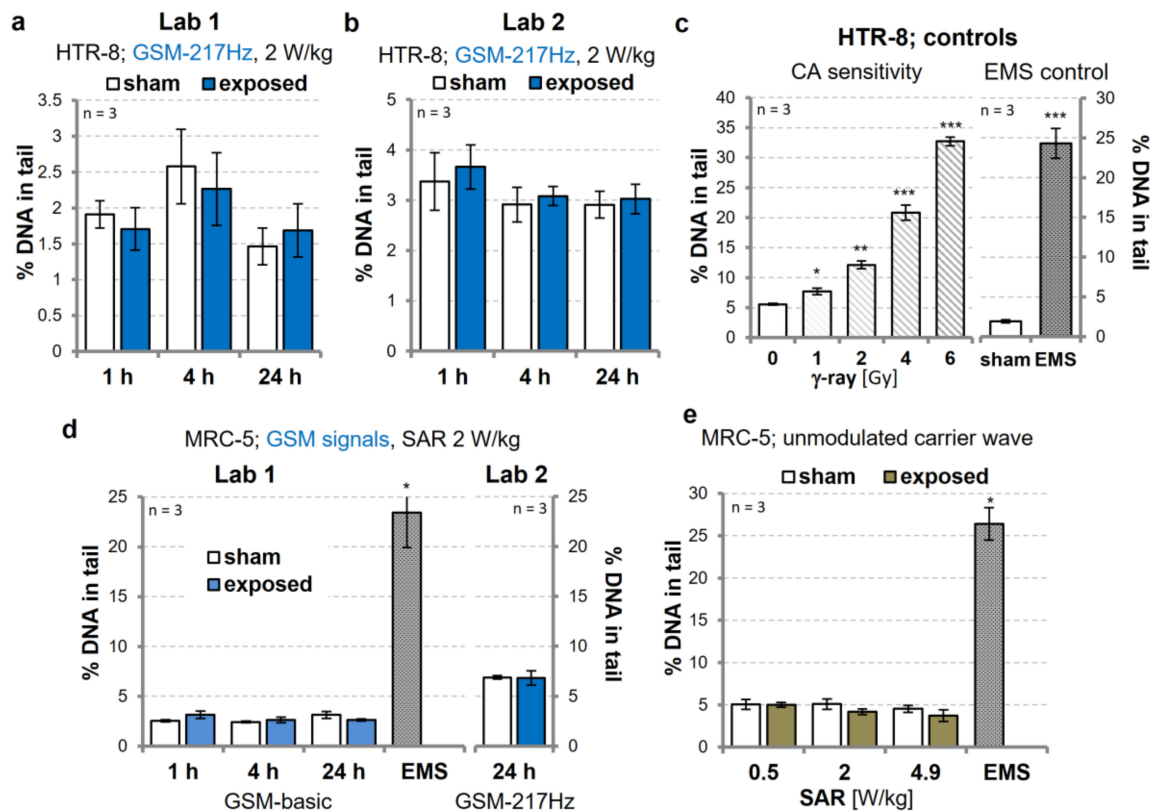 a
Lab 1
HTR-8; GSM-217Hz, 2 W/kg
sham exposed
n = 3
% DNA in tail
3.5
3
2.5
2
1.5
1
0.5
0
1 h 4 h 24 h
b
Lab 2
HTR-8; GSM-217Hz, 2 W/kg
sham exposed
n = 3
% DNA in tail
5
4
3
2
1
0
1 h 4 h 24 h
c
HTR-8; controls
CA sensitivity
n = 3
% DNA in tail
40
35
30
25
20
15
10
5
0
*
**
***
***
0 1 2 4 6
γ-ray [Gy]
EMS control
n = 3
***
30
25
20
15
10
5
0
% DNA in tail
sham EMS
d
MRC-5; GSM signals, SAR 2 W/kg
Lab 1
n = 3
sham
exposed
*
% DNA in tail
25
20
15
10
5
0
1 h 4 h 24 h EMS
GSM-basic
Lab 2
n = 3
25
20
15
10
5
0
% DNA in tail
24 h
GSM-217Hz
e
MRC-5; unmodulated carrier wave
sham exposed
n = 3
*
% DNA in tail
30
25
20
15
10
5
0
0.5 2 4.9 EMS
SAR [W/kg]